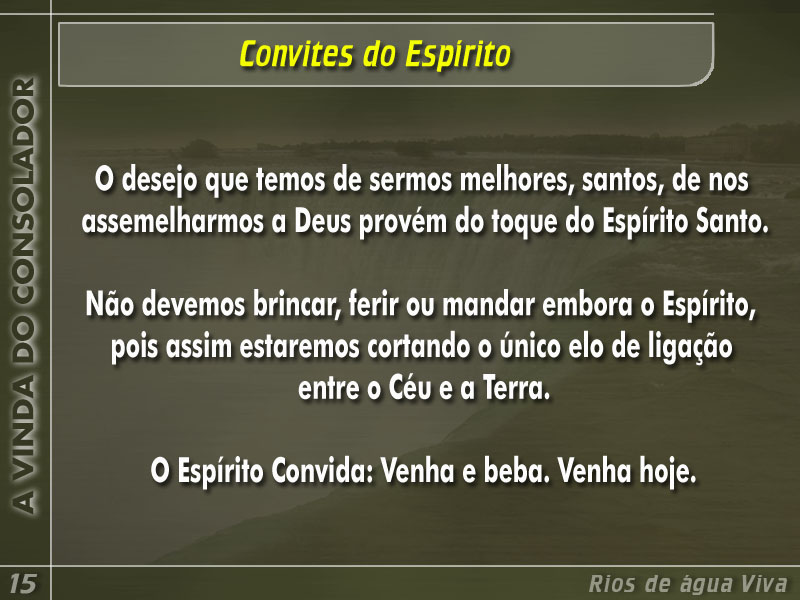 Convites do Espírito
A VINDA DO CONSOLADOR
O desejo que temos de sermos melhores, santos, de nos
assemelharmos a Deus provém do toque do Espírito Santo.
Não devemos brincar, ferir ou mandar embora o Espírito,
pois assim estaremos cortando o único elo de ligação
entre o Céu e a Terra.
O Espírito Convida: Venha e beba. Venha hoje.
15
Rios de água Viva